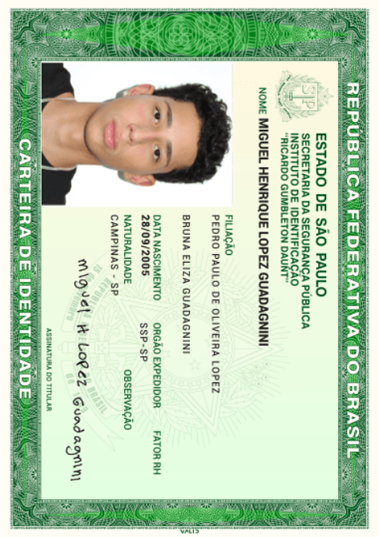 REPÚBLICA FEDERATIVA DO BRASIL
ESTADO DE SÃO PAULO
SECRETARIA DA SEGURANÇA PÚBLICA
INSTITUTO DE IDENTIFICAÇÃO
"RICARDO GUMBLETON DAUNT"
NOME MIGUEL HENRIQUE LOPEZ GUADAGNINI
FILIAÇÃO
PEDRO PAULO DE OLIVEIRA LOPEZ
BRUNA ELIZA GUADAGNINI
DATA NASCIMENTO ORGÃO EXPEDIDOR FATOR RH
28/09/2005 SSP-SP
NATURALIDADE OBSERVAÇÃO
CAMPINAS - SP
Miguel H Lopez Guadagnini
ASSINATURA DO TITULAR
CARTEIRA DE IDENTIDADE